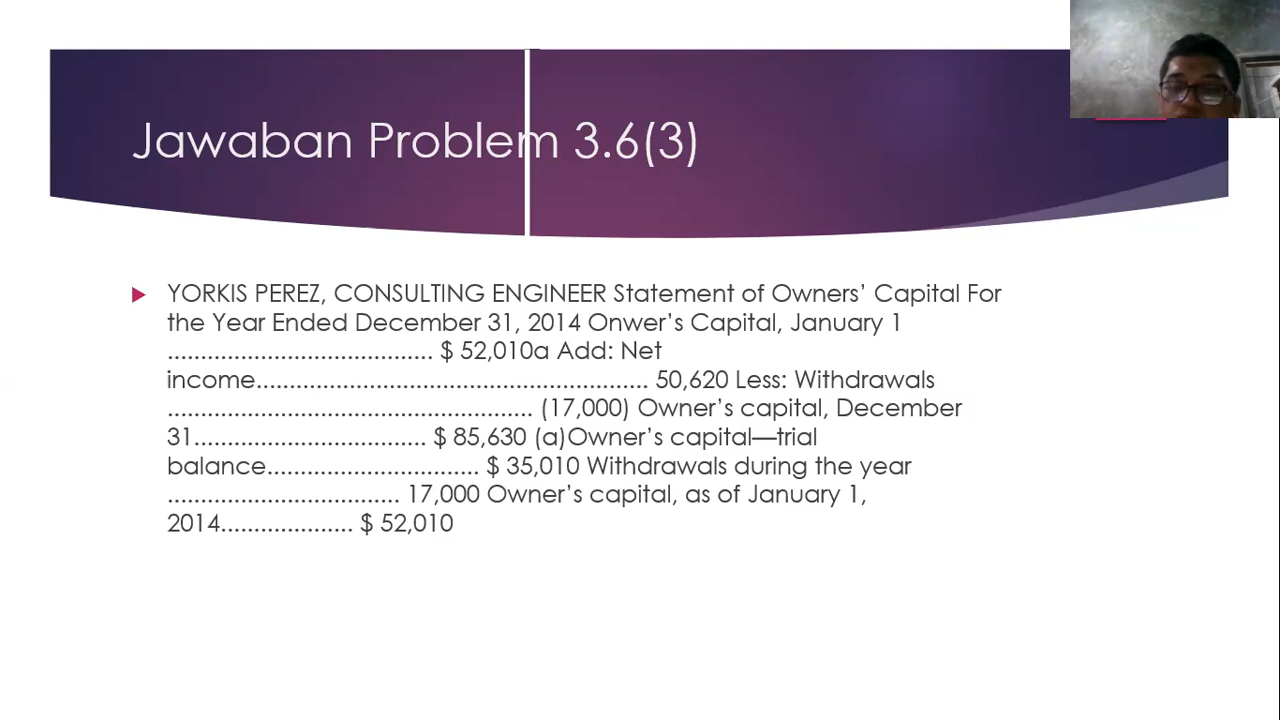 Jawaban Problem 3.6(3)
YORKIS PEREZ, CONSULTING ENGINEER Statement of Owners’ Capital For
the Year Ended December 31, 2014 Onwer’s Capital, January 1
....................................... $ 52,010a Add: Net
income.......................................................... 50,620 Less: Withdrawals
...................................................... (17,000) Owner’s capital, December
31................................... $ 85,630 (a)Owner’s capital—trial
balance................................ $ 35,010 Withdrawals during the year
................................... 17,000 Owner’s capital, as of January 1,
2014.................... $ 52,010